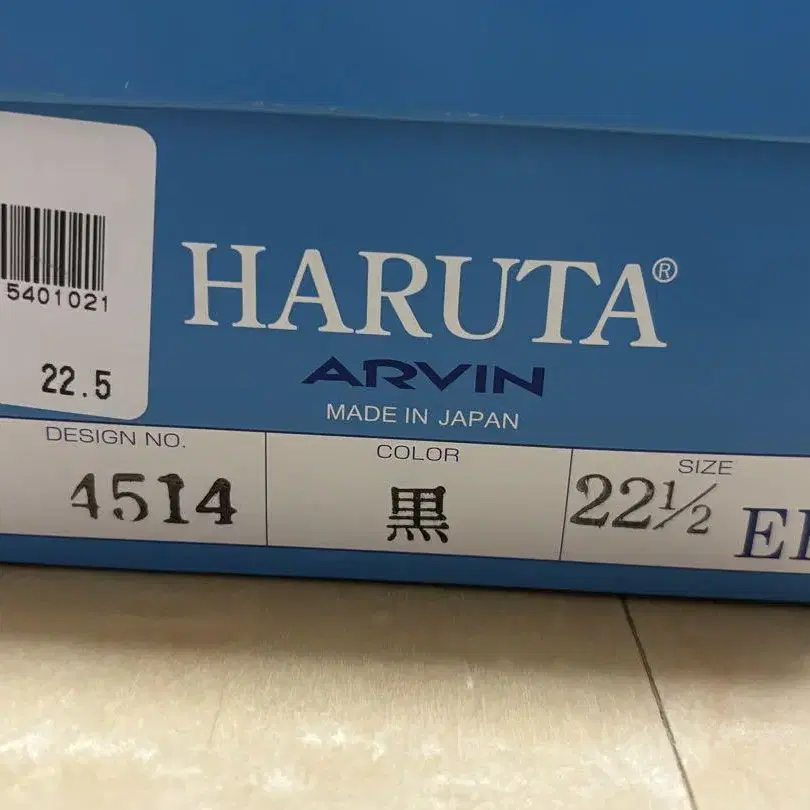 5401021
22.5
HARUTA®
ARVIN
MADE IN JAPAN
DESIGN NO.
4514
COLOR
黒
SIZE
22½